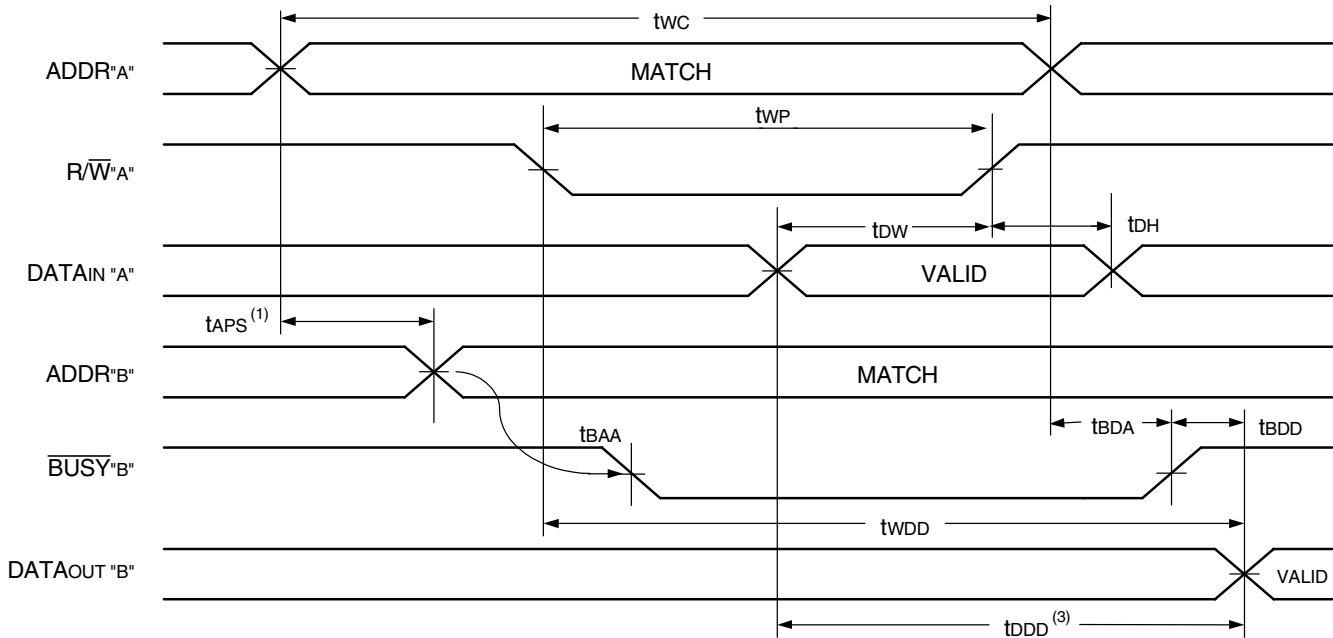 tWC
ADDR"A"
MATCH
tWP
R/W̅"A"
tDW
tDH
DATAIN "A"
VALID
tAPS (1)
ADDR"B"
MATCH
tBAA
tBDA
tBDD
B̅U̅S̅Y̅"B"
tWDD
DATAOUT "B"
VALID
tDDD (3)